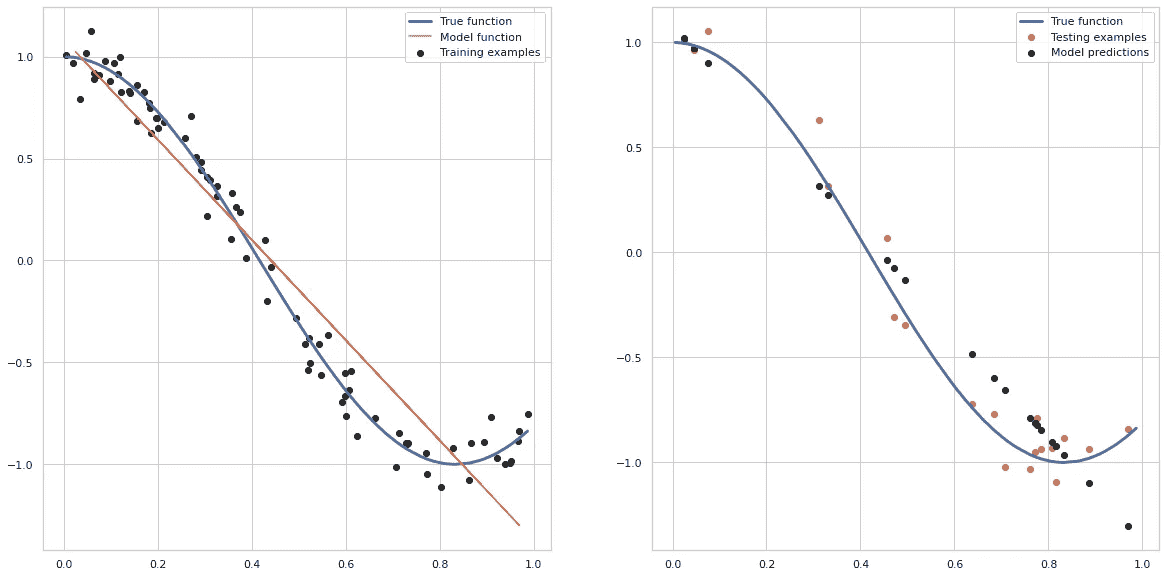 True function
Model function
Training examples
1.0
0.5
0.0
−0.5
−1.0
0.0 0.2 0.4 0.6 0.8 1.0
True function
Testing examples
Model predictions
1.0
0.5
0.0
−0.5
−1.0
0.0 0.2 0.4 0.6 0.8 1.0